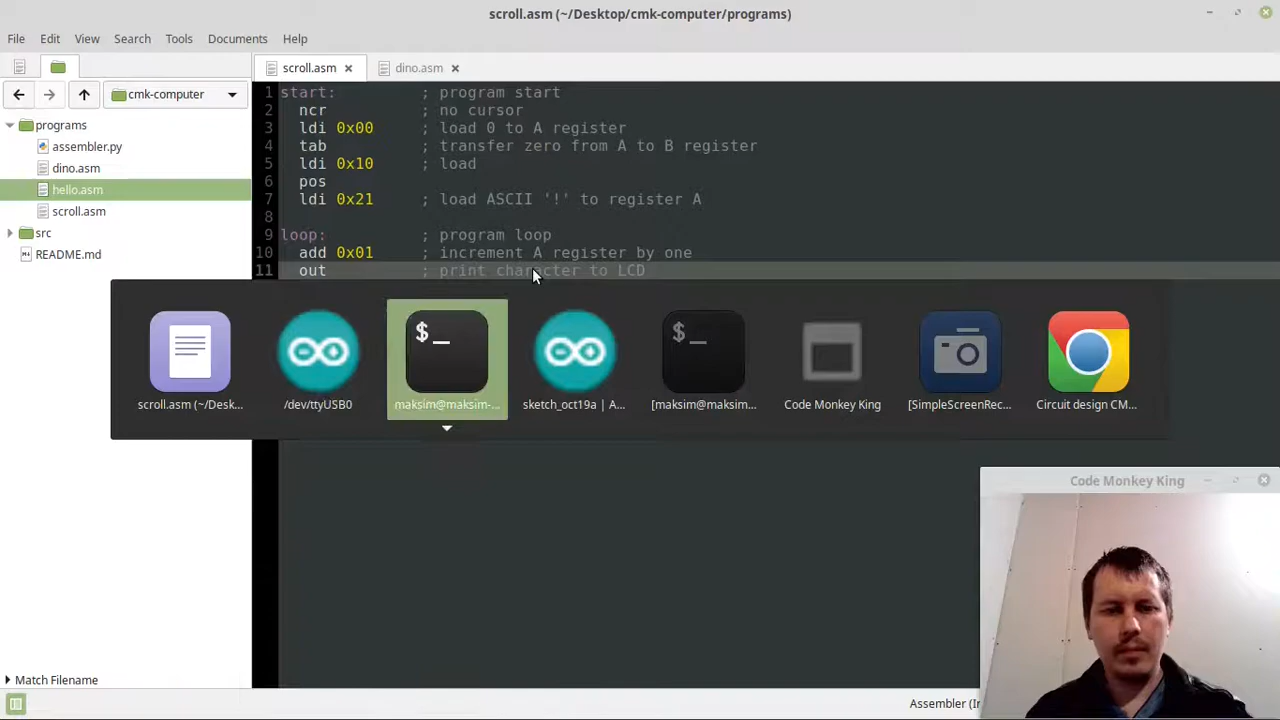 scroll.asm (~/Desktop/cmk-computer/programs)
File Edit View Search Tools Documents Help
scroll.asm
dino.asm
cmk-computer
programs
assembler.py
dino.asm
hello.asm
scroll.asm
src
README.md
1 start: ; program start
2 ncr ; no cursor
3 ldi 0x00 ; load 0 to A register
4 tab ; transfer zero from A to B register
5 ldi 0x10 ; load
6 pos
7 ldi 0x21 ; load ASCII '!' to register A
8
9 loop: ; program loop
10 add 0x01 ; increment A register by one
11 out ; print character to LCD
$_
$_
scroll.asm (~/Desk...
/dev/ttyUSB0
maksim@maksim-...
sketch_oct19a | A...
[maksim@maksim...
Code Monkey King
[SimpleScreenRec...
Circuit design CM...
Code Monkey King
Match Filename
Assembler (In